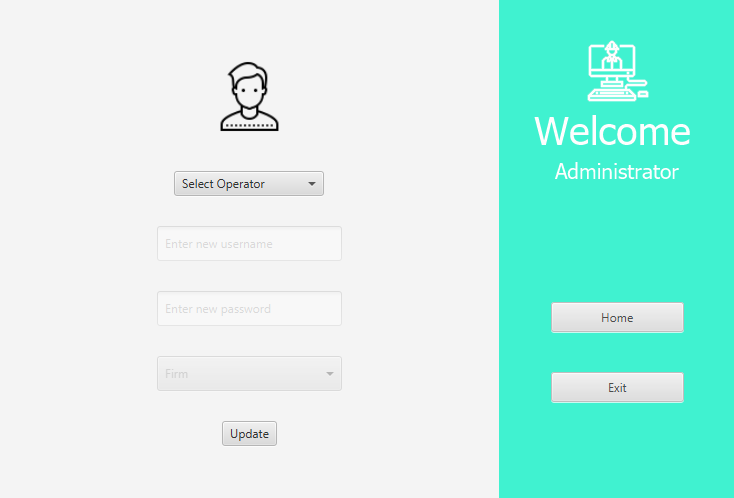 Select Operator
Enter new username
Enter new password
Firm
Update
Welcome
Administrator
Home
Exit